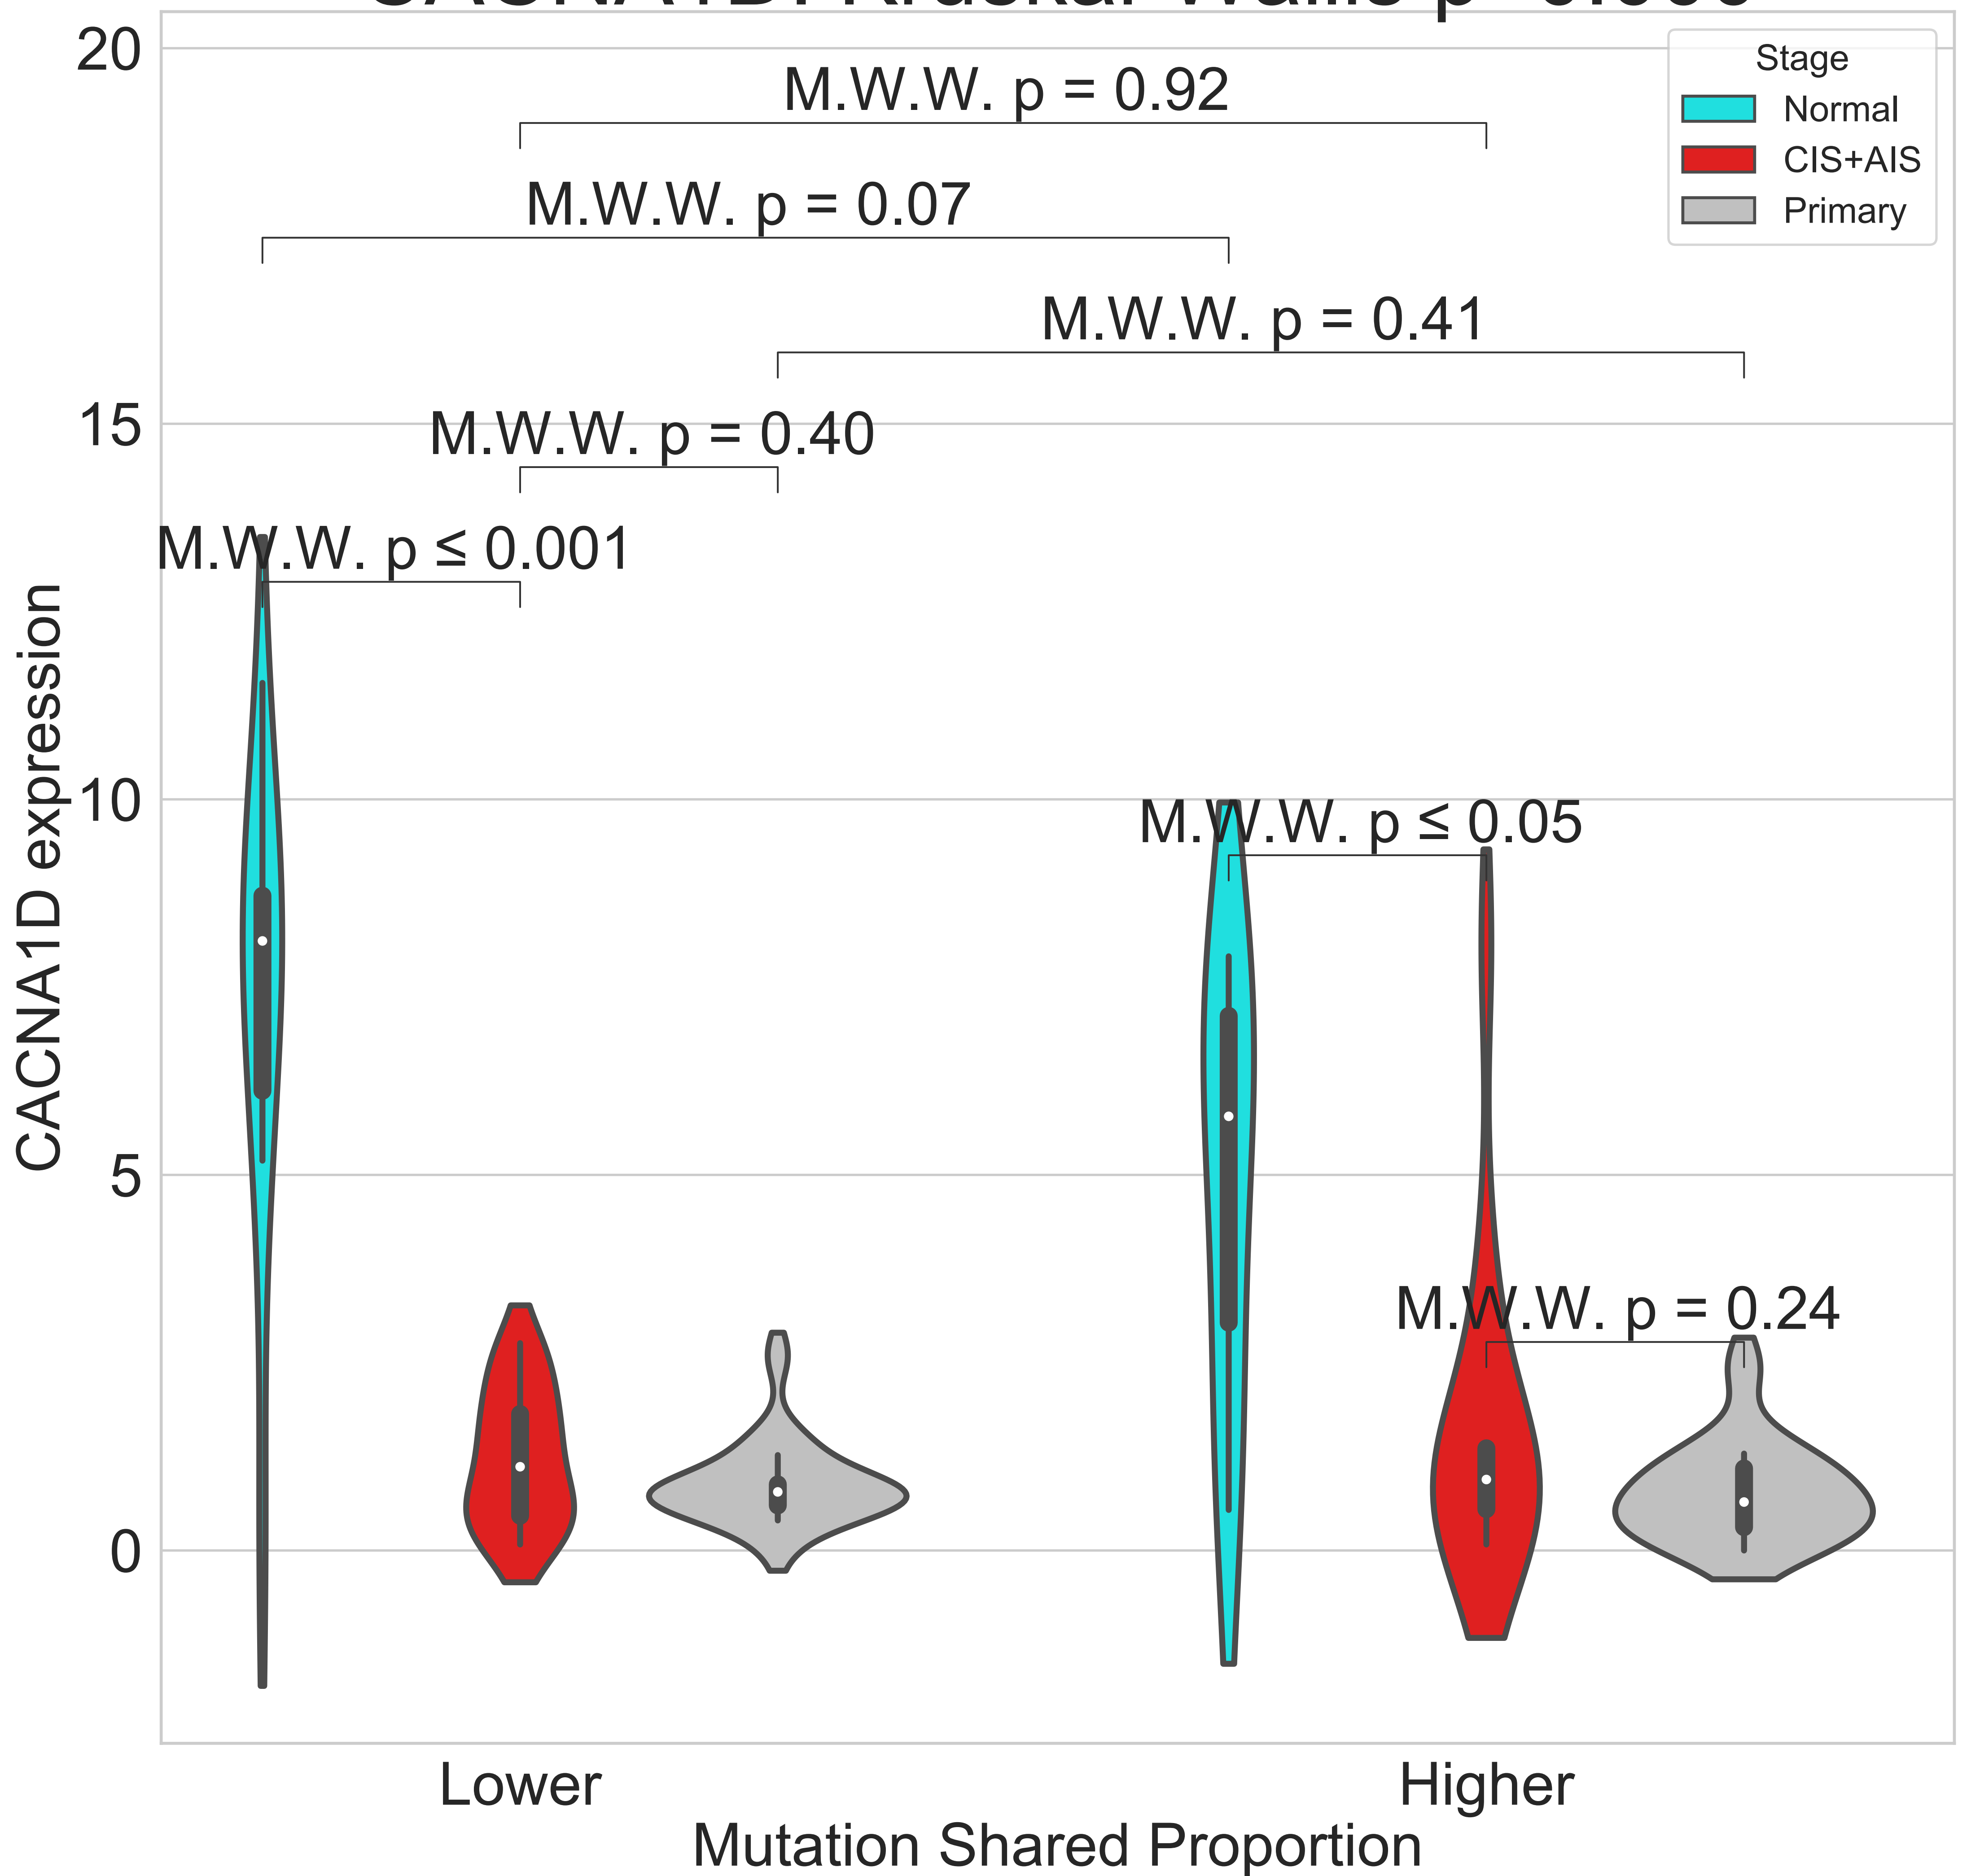 20
15
10
5
0
CACNA1D expression
M.W.W. p = 0.92
M.W.W. p = 0.07
M.W.W. p = 0.41
M.W.W. p = 0.40
M.W.W. p ≤ 0.001
M.W.W. p ≤ 0.05
M.W.W. p = 0.24
Stage
Normal
CIS+AIS
Primary
Lower
Higher
Mutation Shared Proportion